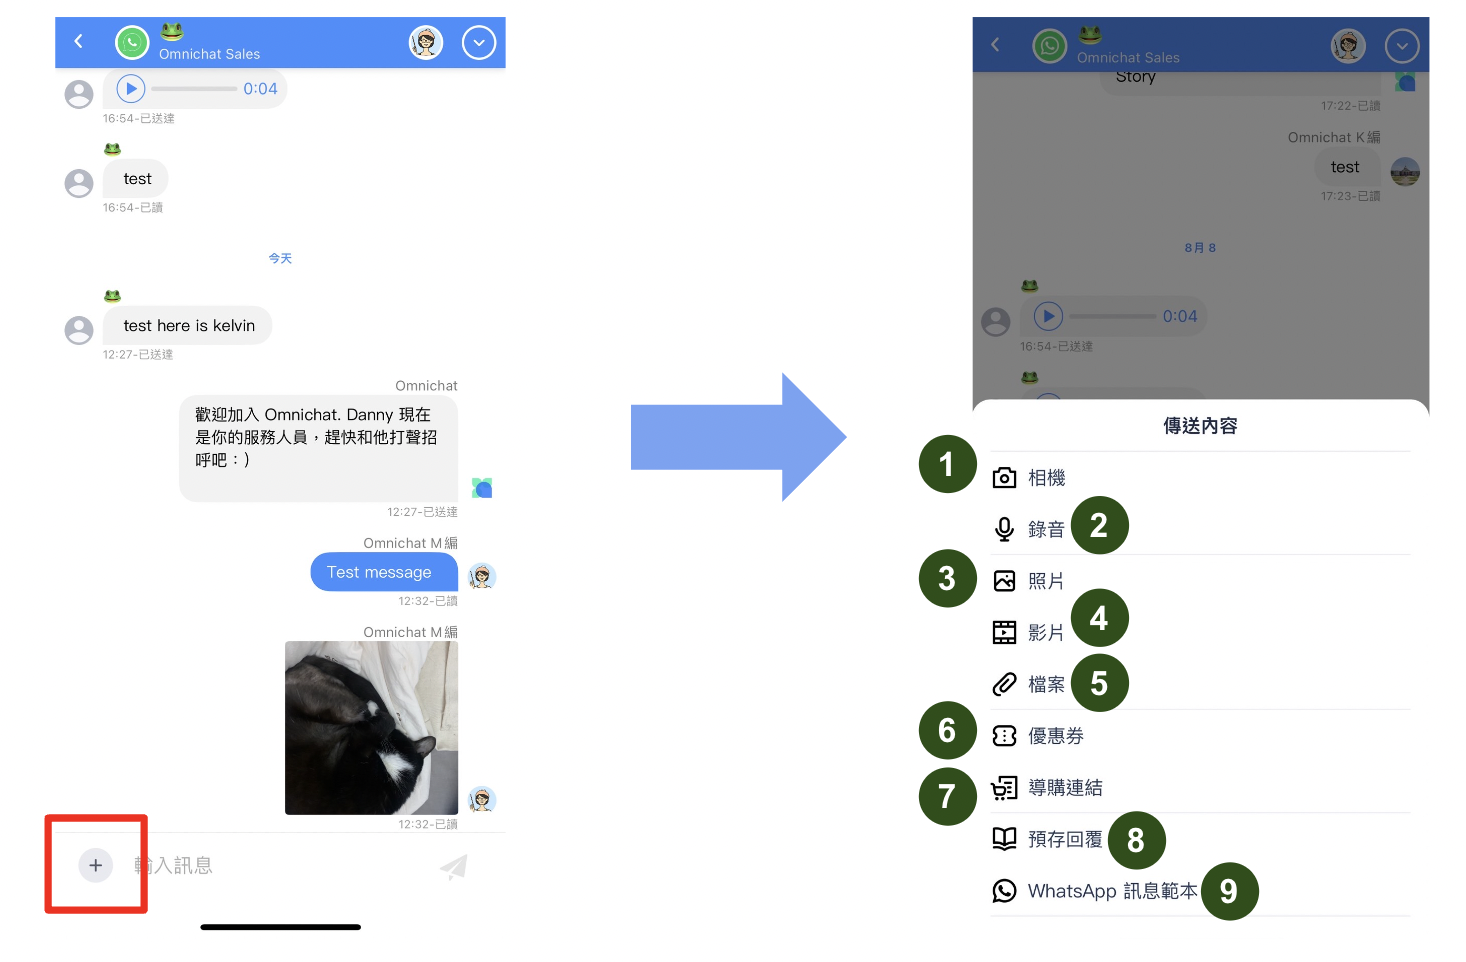 Omnichat Sales
0:04
16:54-已送達
test
16:54-已讀
今天
test here is kelvin
12:27-已送達
Omnichat
歡迎加入 Omnichat. Danny 現在
是你的服務人員，趕快和他打聲招
呼吧：)
12:27-已送達
Omnichat M編
Test message
12:32-已讀
Omnichat M編
12:32-已讀
+
輸入訊息
Omnichat Sales
Story
17:22-已讀
Omnichat K編
test
17:23-已讀
8月 8
0:04
16:54-已送達
傳送內容
1 相機
錄音 2
3 照片
影片 4
檔案 5
6 優惠券
7 導購連結
預存回覆 8
WhatsApp 訊息範本 9